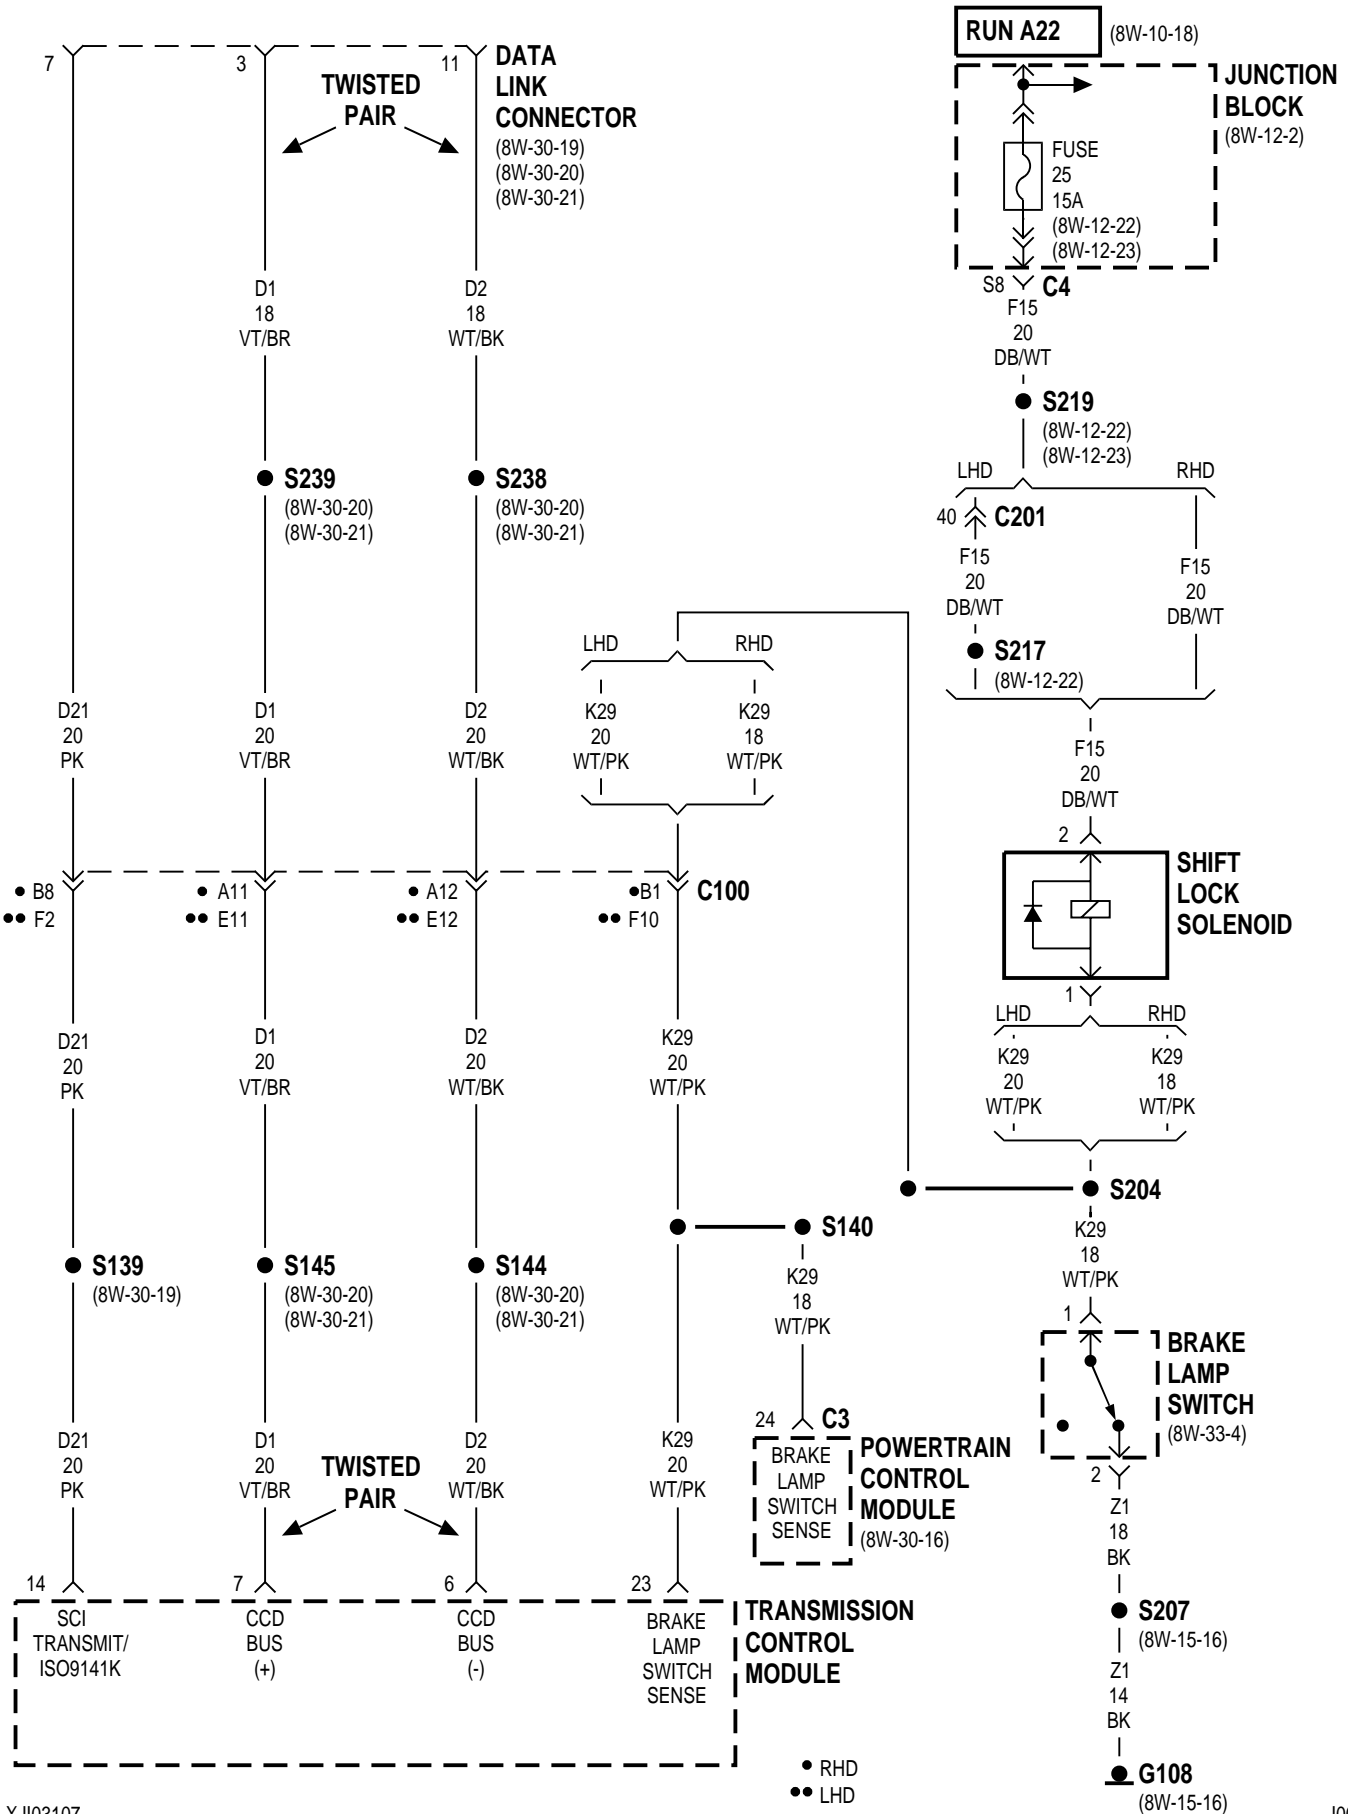 RUN A22 (8W-10-18)
7
3
11
DATA
LINK
CONNECTOR
(8W-30-19)
(8W-30-20)
(8W-30-21)
TWISTED
PAIR
JUNCTION
BLOCK
(8W-12-2)
FUSE
25
15A
(8W-12-22)
(8W-12-23)
S8 C4
F15
20
DB/WT
S219
(8W-12-22)
(8W-12-23)
D1
18
VT/BR
D2
18
WT/BK
S239
(8W-30-20)
(8W-30-21)
S238
(8W-30-20)
(8W-30-21)
LHD
RHD
40 C201
F15
20
DB/WT
F15
20
DB/WT
S217
(8W-12-22)
LHD
RHD
D21
20
PK
D1
20
VT/BR
D2
20
WT/BK
K29
20
WT/PK
K29
18
WT/PK
F15
20
DB/WT
2
SHIFT
LOCK
SOLENOID
• B8
•• F2
• A11
•• E11
• A12
•• E12
•B1
•• F10
C100
1
LHD
RHD
K29
20
WT/PK
K29
18
WT/PK
D21
20
PK
D1
20
VT/BR
D2
20
WT/BK
K29
20
WT/PK
S204
S140
K29
18
WT/PK
S139
(8W-30-19)
S145
(8W-30-20)
(8W-30-21)
S144
(8W-30-20)
(8W-30-21)
K29
18
WT/PK
1
BRAKE
LAMP
SWITCH
(8W-33-4)
2
24 C3
BRAKE
LAMP
SWITCH
SENSE
POWERTRAIN
CONTROL
MODULE
(8W-30-16)
D21
20
PK
D1
20
VT/BR
TWISTED
PAIR
D2
20
WT/BK
K29
20
WT/PK
Z1
18
BK
S207
(8W-15-16)
Z1
14
BK
G108
(8W-15-16)
14
7
6
23
SCI
TRANSMIT/
ISO9141K
CCD
BUS
(+)
CCD
BUS
(-)
BRAKE
LAMP
SWITCH
SENSE
TRANSMISSION
CONTROL
MODULE
• RHD
•• LHD